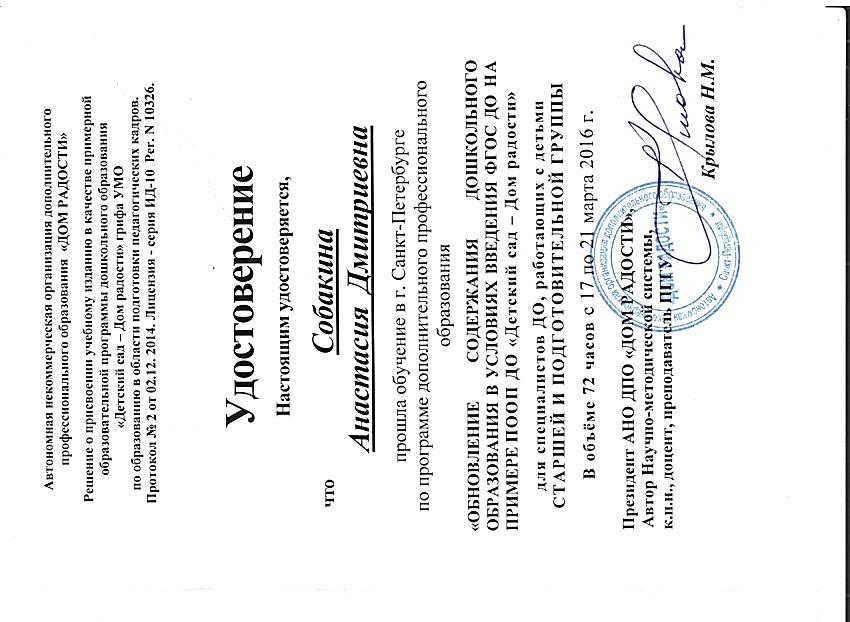 Автономная некоммерческая организация дополнительного
профессионального образования «ДОМ РАДОСТИ»
Решение о присвоении учебному изданию в качестве примерной
образовательной программы дошкольного образования
«Детский сад – Дом радости» грифа УМО
по образованию в области подготовки педагогических кадров.
Протокол № 2 от 02.12. 2014. Лицензия - серия ИД-10 Рег. N 10326.
Удостоверение
Настоящим удостоверяется,
что Собакина
Анастасия Дмитриевна
прошла обучение в г. Санкт-Петербурге
по программе дополнительного профессионального
образования
«ОБНОВЛЕНИЕ СОДЕРЖАНИЯ ДОШКОЛЬНОГО
ОБРАЗОВАНИЯ В УСЛОВИЯХ ВВЕДЕНИЯ ФГОС ДО НА
ПРИМЕРЕ ПООП ДО «Детский сад – Дом радости»
для специалистов ДО, работающих с детьми
СТАРШЕЙ И ПОДГОТОВИТЕЛЬНОЙ ГРУППЫ
В объёме 72 часов с 17 по 21 марта 2016 г.
Президент АНО ДПО «ДОМ РАДОСТИ»,
Автор Научно-методической системы,
к.п.н., доцент, преподаватель
Крылова Н.М.